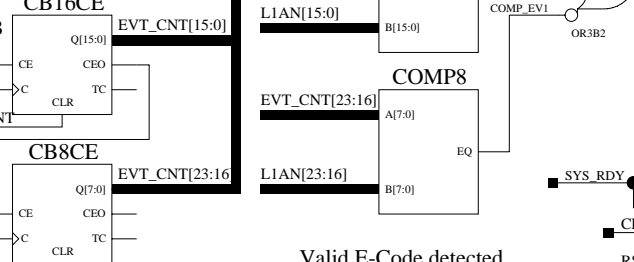 CB16CE
EVT_CNT[15:0]
Q[15:0]
CE
CEO
C
TC
CLR
CB8CE
EVT_CNT[23:16]
Q[7:0]
CE
CEO
C
TC
CLR
L1AN[15:0]
B[15:0]
COMP8
EVT_CNT[23:16]
A[7:0]
EQ
L1AN[23:16]
B[7:0]
COMP_EV1
OR3B2
SYS_RDY
Valid E-Code detected